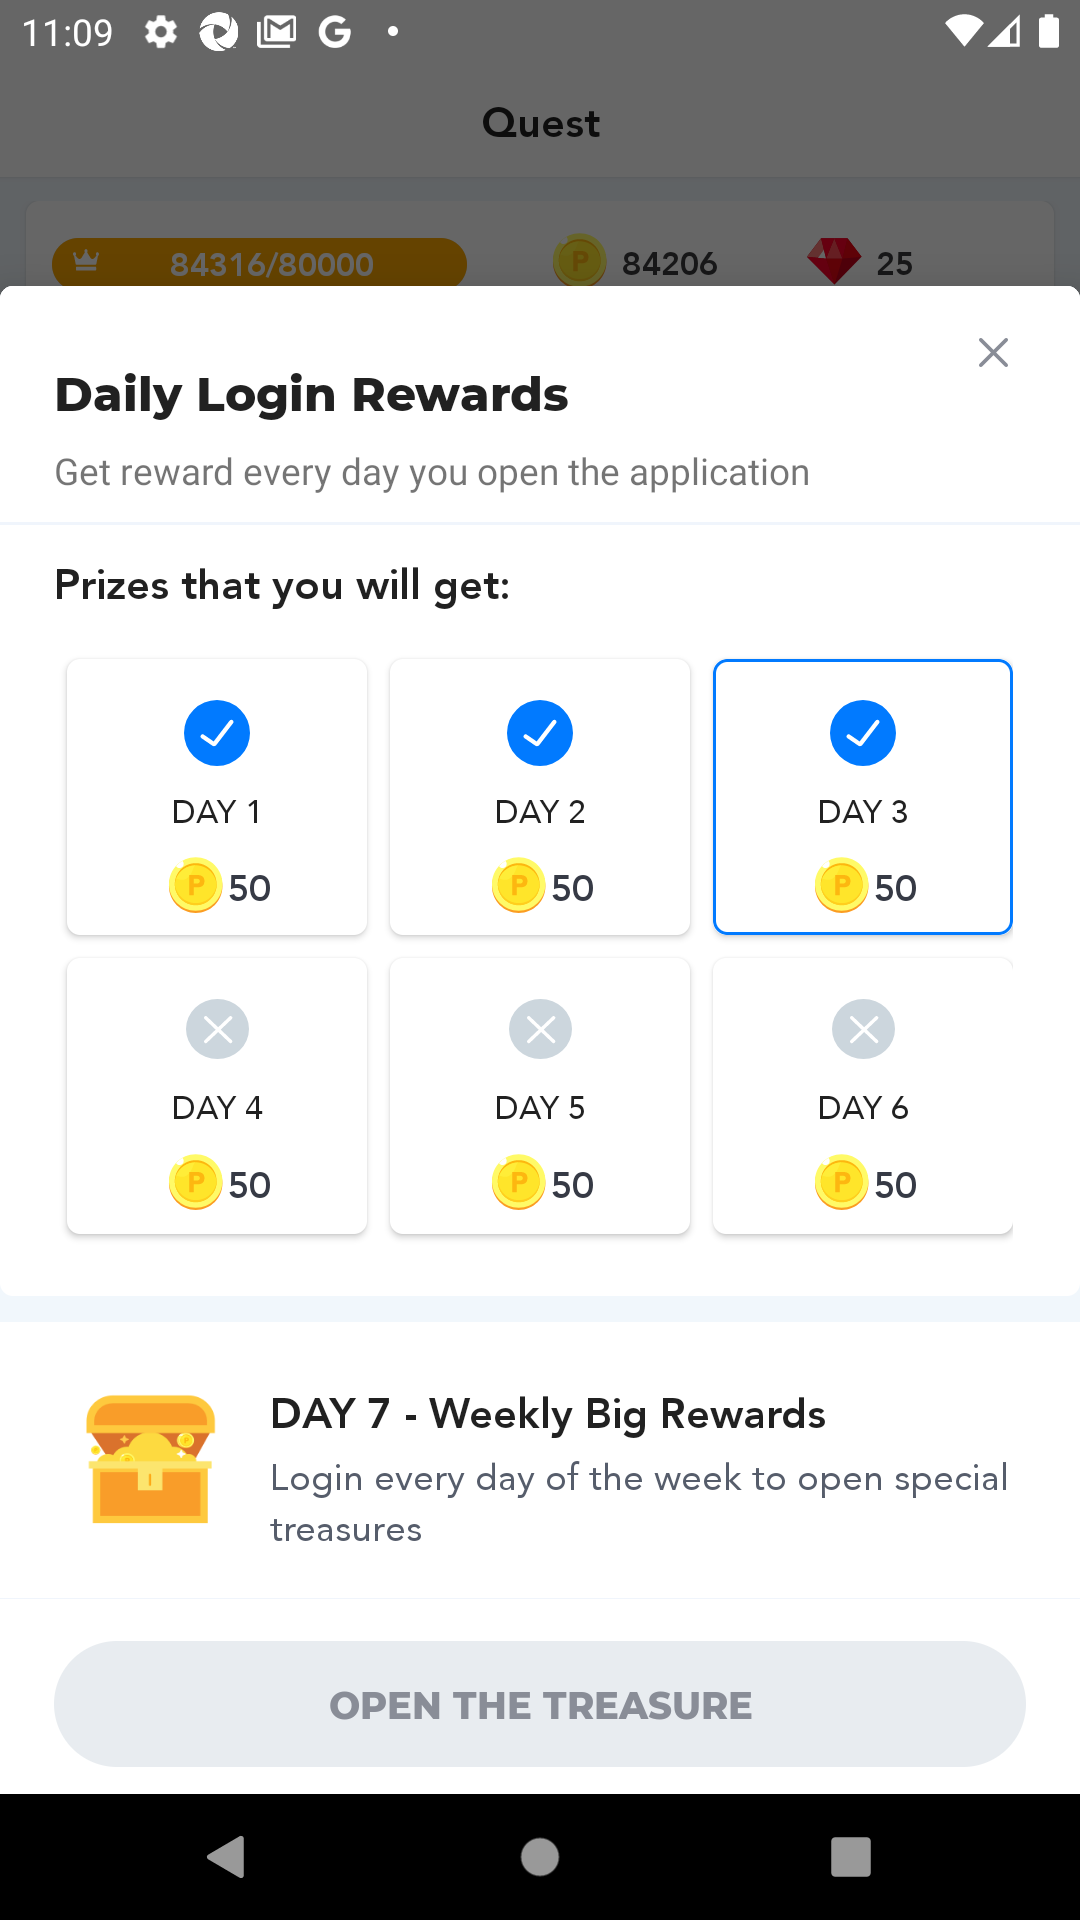 11:09
Quest
84316/80000
P 84206
25
Daily Login Rewards
Get reward every day you open the application
Prizes that you will get:
DAY 1
DAY 2
DAY 3
P 50
P 50
P 50
DAY 4
DAY 5
DAY 6
P 50
P 50
P 50
DAY 7 - Weekly Big Rewards
Login every day of the week to open special
treasures
OPEN THE TREASURE